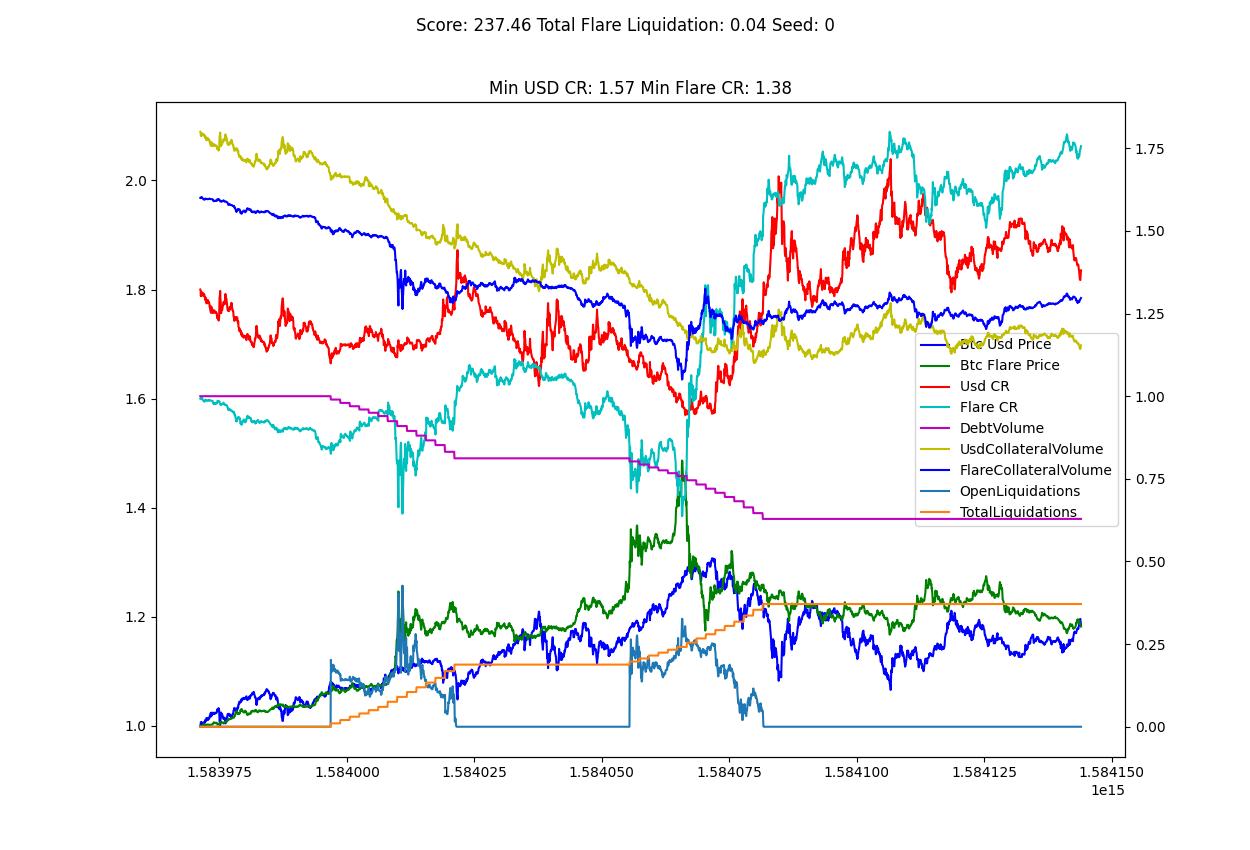 Score: 237.46 Total Flare Liquidation: 0.04 Seed: 0
Min USD CR: 1.57 Min Flare CR: 1.38
2.0
1.8
1.6
1.4
1.2
1.0
1.75
1.50
1.25
1.00
0.75
0.50
0.25
0.00
Btc Usd Price
Btc Flare Price
Usd CR
Flare CR
DebtVolume
UsdCollateralVolume
FlareCollateralVolume
OpenLiquidations
TotalLiquidations
1.583975 1.584000 1.584025 1.584050 1.584075 1.584100 1.584125 1.584150
1e15